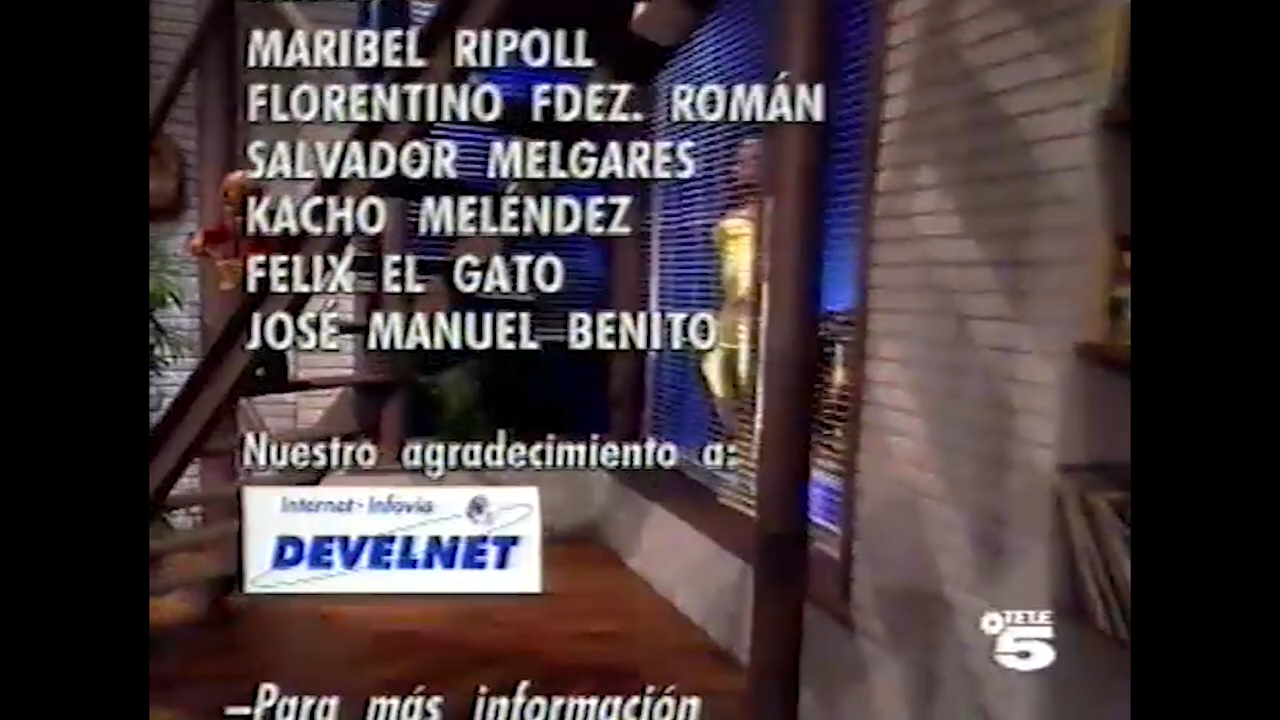 MARIBEL RIPOLL
FLORENTINO FDEZ. ROMÁN
SALVADOR MELGARES
KACHO MELÉNDEZ
FELIX EL GATO
JOSÉ MANUEL BENITO
Nuestro agradecimiento a:
Internet - Infovía
DEVELNET
TELE
5
–Para más información